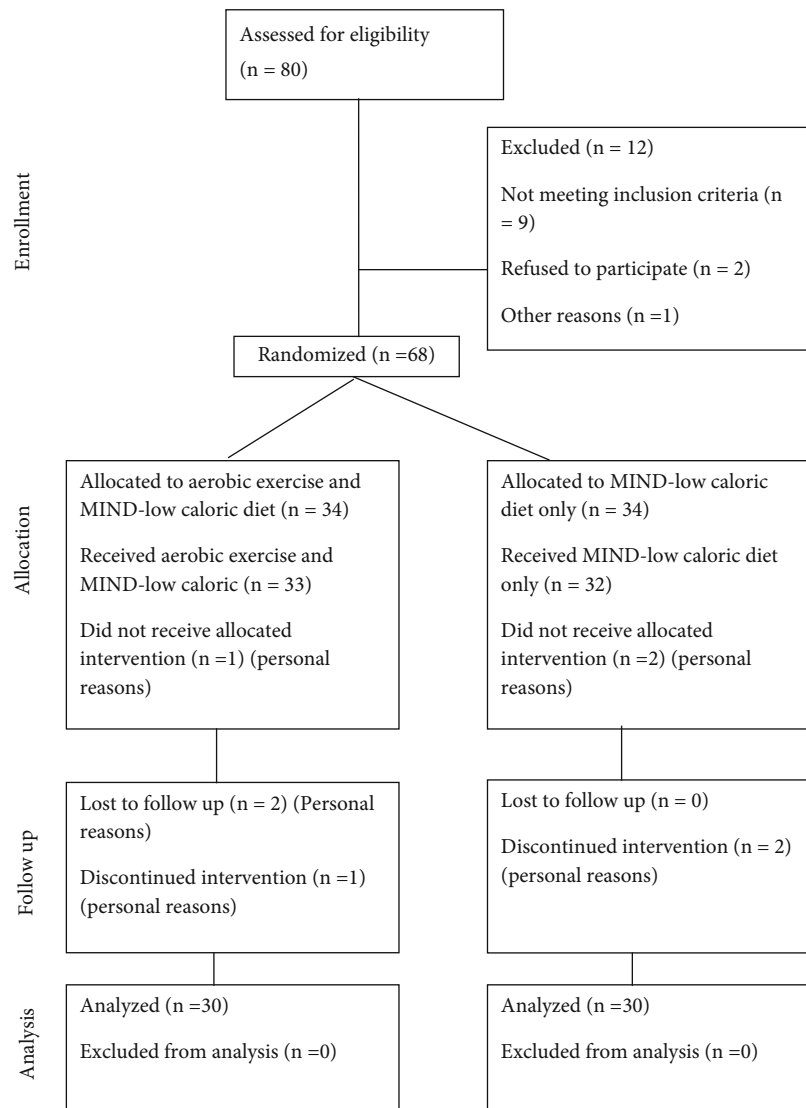 Assessed for eligibility
(n = 80)
Enrollment
Excluded (n = 12)
Not meeting inclusion criteria (n
= 9)
Refused to participate (n = 2)
Other reasons (n =1)
Randomized (n =68)
Allocation
Allocated to aerobic exercise and
MIND-low caloric diet (n = 34)
Received aerobic exercise and
MIND-low caloric (n = 33)
Did not receive allocated
intervention (n =1) (personal
reasons)
Allocated to MIND-low caloric
diet only (n = 34)
Received MIND-low caloric diet
only (n = 32)
Did not receive allocated
intervention (n =2) (personal
reasons)
Follow up
Lost to follow up (n = 2) (Personal
reasons)
Discontinued intervention (n =1)
(personal reasons)
Lost to follow up (n = 0)
Discontinued intervention (n = 2)
(personal reasons)
Analysis
Analyzed (n =30)
Excluded from analysis (n =0)
Analyzed (n =30)
Excluded from analysis (n =0)